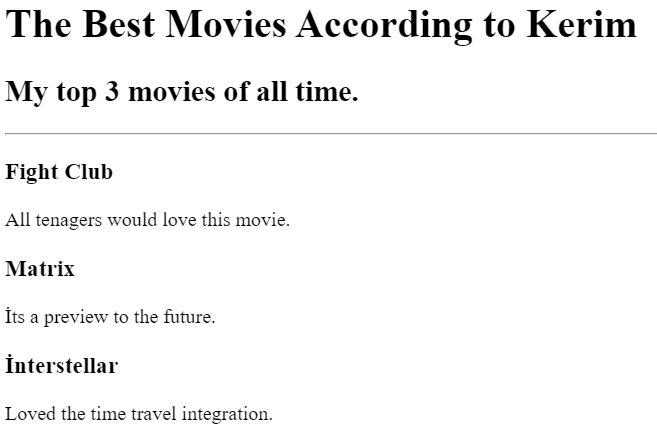 The Best Movies According to Kerim
My top 3 movies of all time.
Fight Club
All tenagers would love this movie.
Matrix
İts a preview to the future.
İnterstellar
Loved the time travel integration.